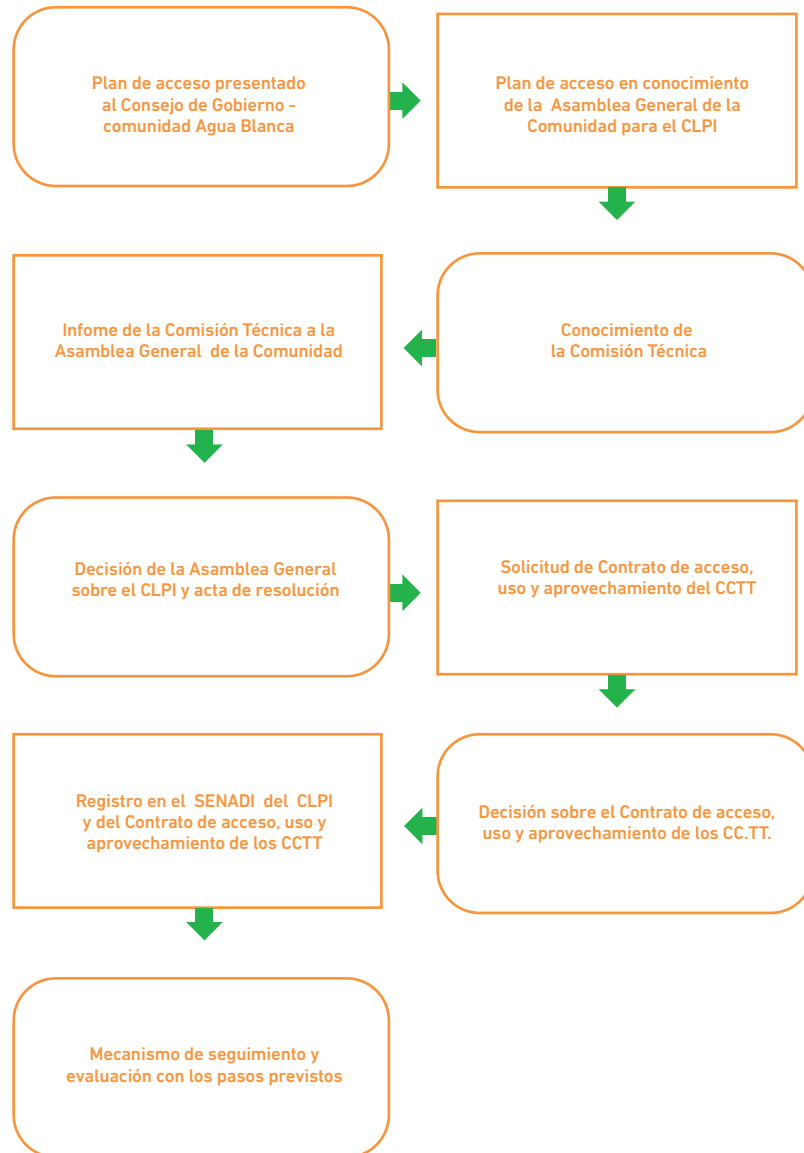 Plan de acceso presentado
al Consejo de Gobierno -
comunidad Agua Blanca
Plan de acceso en conocimiento
de la Asamblea General de la
Comunidad para el CLPI
Conocimiento de
la Comisión Técnica
Infome de la Comisión Técnica a la
Asamblea General de la Comunidad
Decisión de la Asamblea General
sobre el CLPI y acta de resolución
Solicitud de Contrato de acceso,
uso y aprovechamiento del CCTT
Decisión sobre el Contrato de acceso,
uso y aprovechamiento de los CC.TT.
Registro en el SENADI del CLPI
y del Contrato de acceso, uso y
aprovechamiento de los CCTT
Mecanismo de seguimiento y
evaluación con los pasos previstos